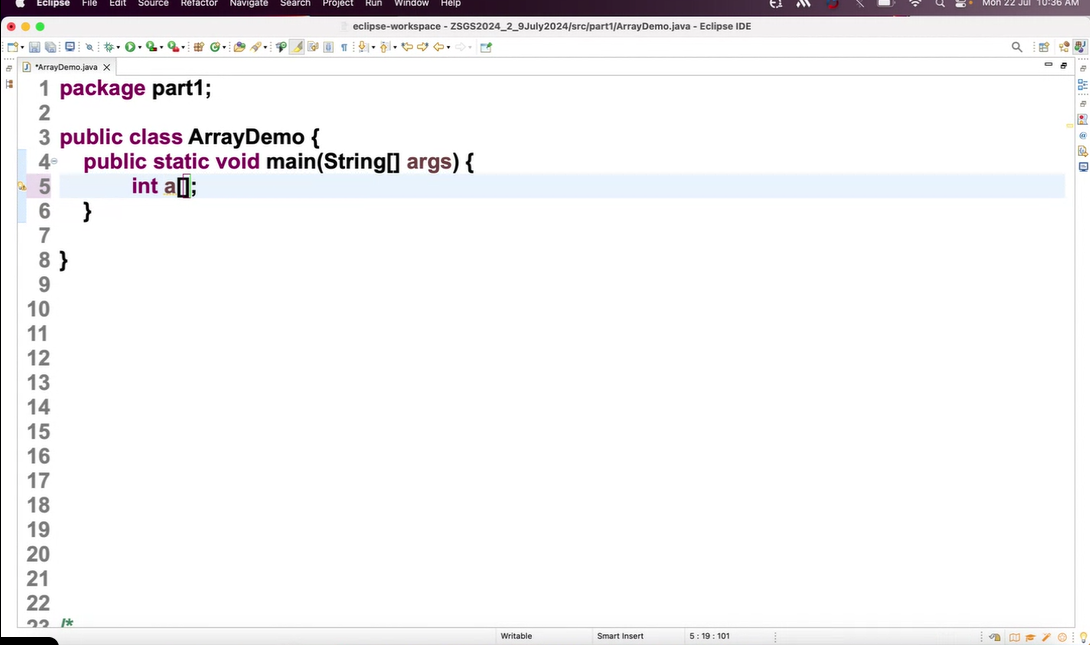 Eclipse File Edit Source Refactor Navigate Search Project Run Window Help Mon 22 Jul 10:36 AM
eclipse-workspace - ZSGS2024_2_9July2024/src/part1/ArrayDemo.java - Eclipse IDE
*ArrayDemo.java
1 package part1;
2
3 public class ArrayDemo {
4 public static void main(String[] args) {
5 int a[];
6 }
7
8 }
9
10
11
12
13
14
15
16
17
18
19
20
21
22
23 /*
Writable Smart Insert 5 : 19 : 101